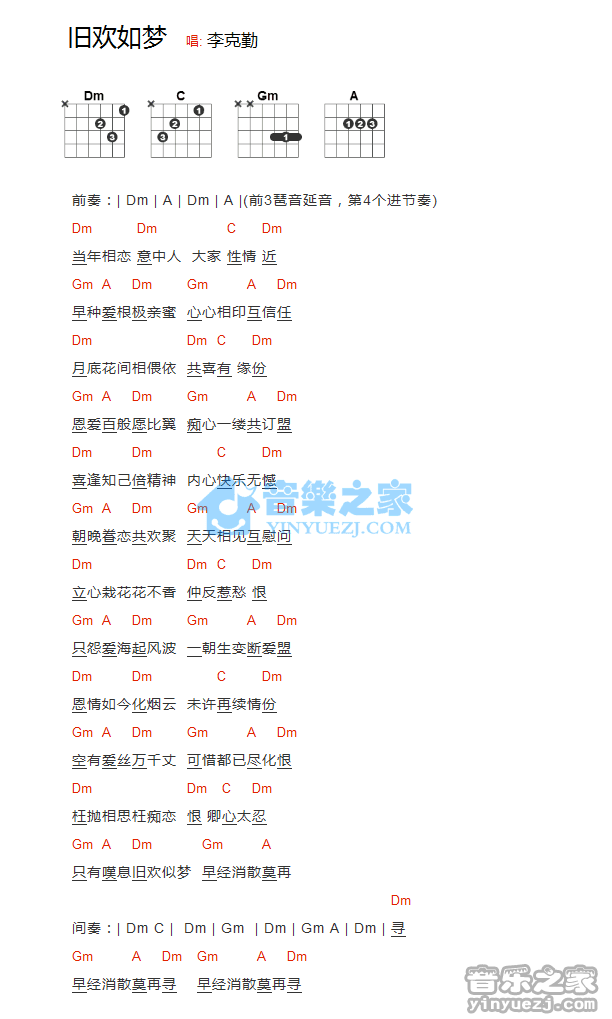 旧欢如梦 唱: 李克勤
Dm C Gm A
前奏：| Dm | A | Dm | A |(前3琶音延音，第4个进节奏)
Dm Dm C Dm
当年相恋 意中人 大家 性情 近
Gm A Dm Gm A Dm
早种爱根极亲蜜 心心相印互信任
Dm Dm C Dm
月底花间相偎依 共喜有 缘份
Gm A Dm Gm A Dm
恩爱百般愿比翼 痴心一缕共订盟
Dm Dm C Dm
喜逢知己倍精神 内心快乐无憾
Gm A Dm Gm A Dm
朝晚眷恋共欢聚 天天相见互慰问
Dm Dm C Dm
立心栽花花不香 仲反惹愁 恨
Gm A Dm Gm A Dm
只怨爱海起风波 一朝生变断爱盟
Dm Dm C Dm
恩情如今化烟云 未许再续情份
Gm A Dm Gm A Dm
空有爱丝万千丈 可惜都已尽化恨
Dm Dm C Dm
枉抛相思枉痴恋 恨 卿心太忍
Gm A Dm Gm A
只有嘆息旧欢似梦 早经消散莫再
Dm
间奏：| Dm C | Dm | Gm | Dm | Gm A | Dm | 寻
Gm A Dm Gm A Dm
早经消散莫再寻 早经消散莫再寻
音樂之家
YINYUEZJ.COM
音乐之家
yinyuezj.com